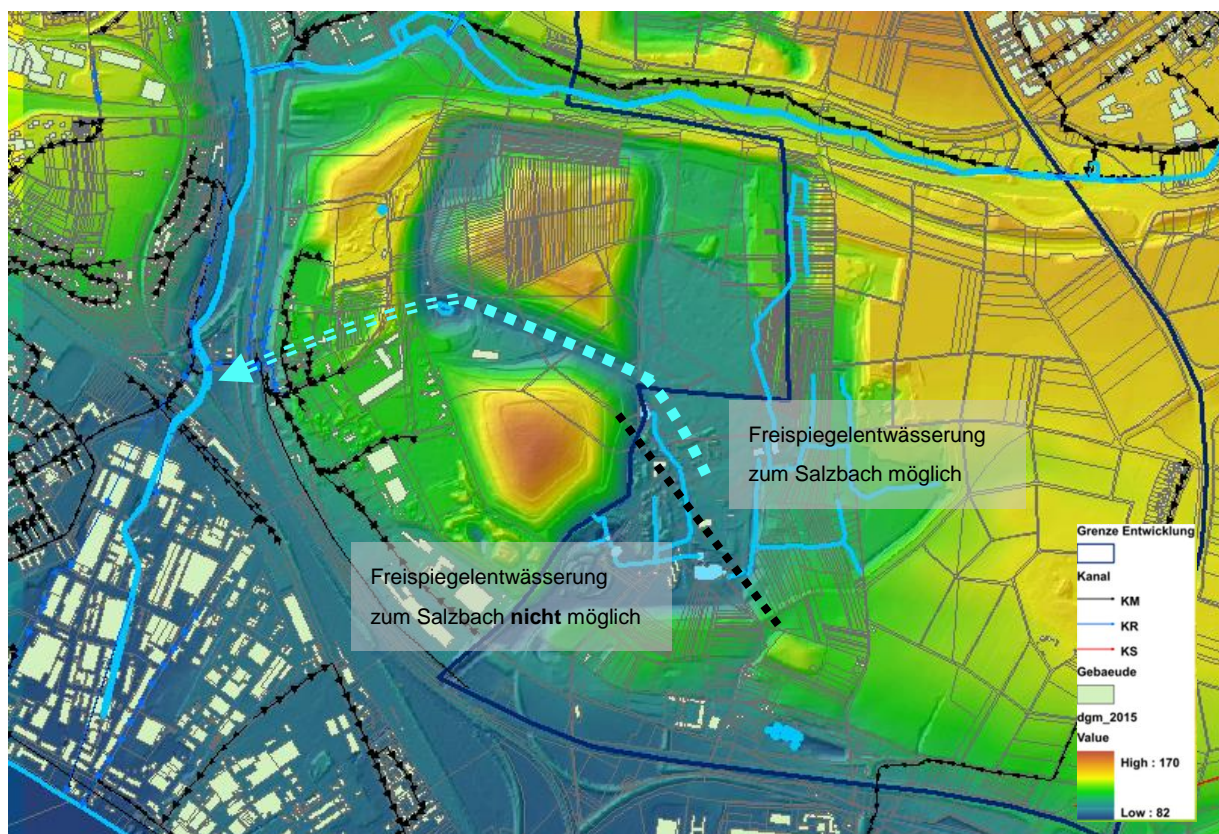 Freispiegelentwässerung
zum Salzbach möglich
Freispiegelentwässerung
zum Salzbach nicht möglich
Grenze Entwicklung
Kanal
KM
KR
KS
Gebaeude
dgm_2015
Value
High : 170
Low : 82